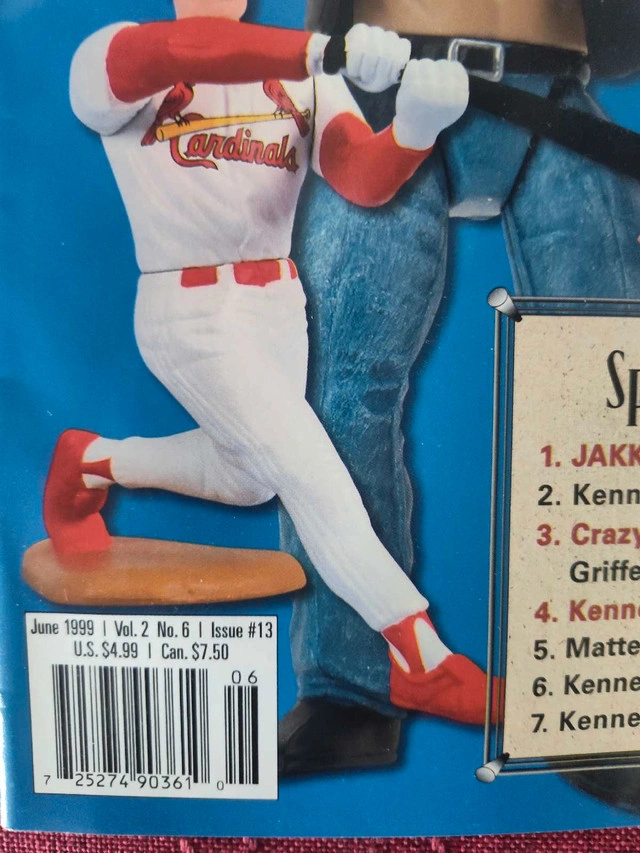 Cardinals
Sp
1. JAKK
2. Kenn
3. Crazy
Griffe
4. Kenne
5. Matte
6. Kenne
7. Kenne
June 1999 | Vol. 2 No. 6 | Issue #13
U.S. $4.99 | Can. $7.50
06
7 25274 90361 0